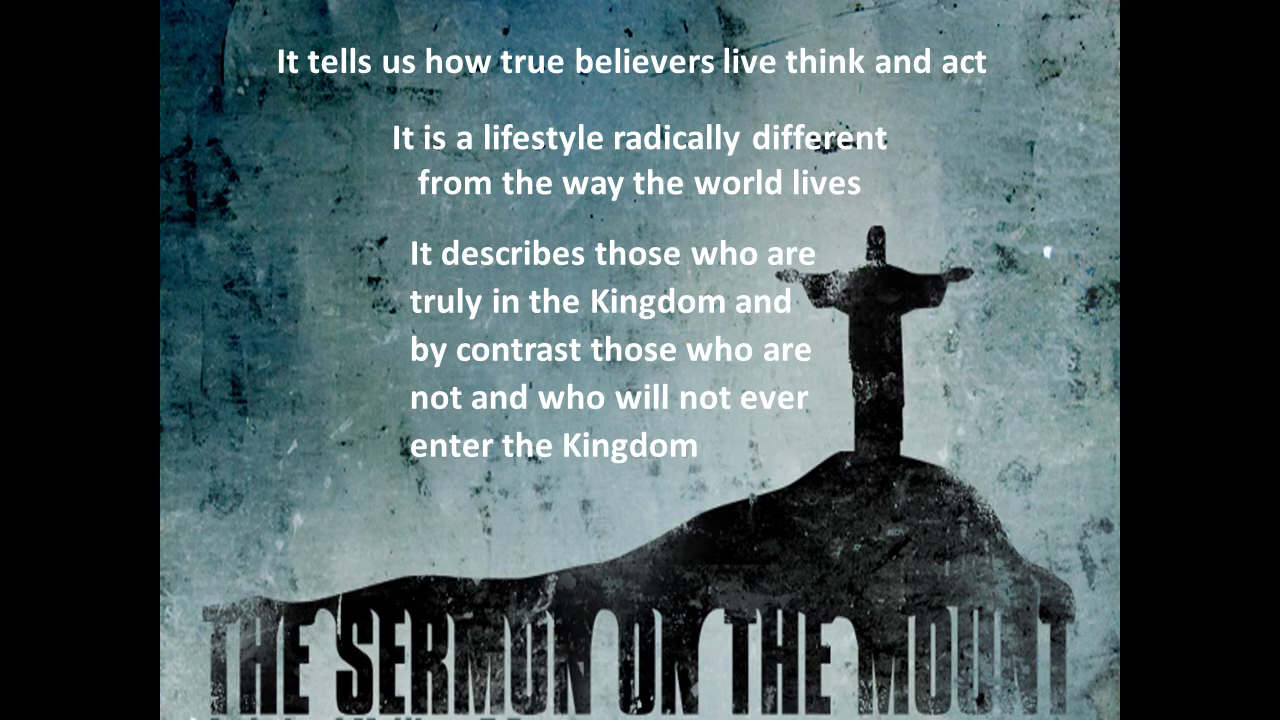 It tells us how true believers live think and act
It is a lifestyle radically different
from the way the world lives
It describes those who are
truly in the Kingdom and
by contrast those who are
not and who will not ever
enter the Kingdom
THE SERMON ON THE MOUNT